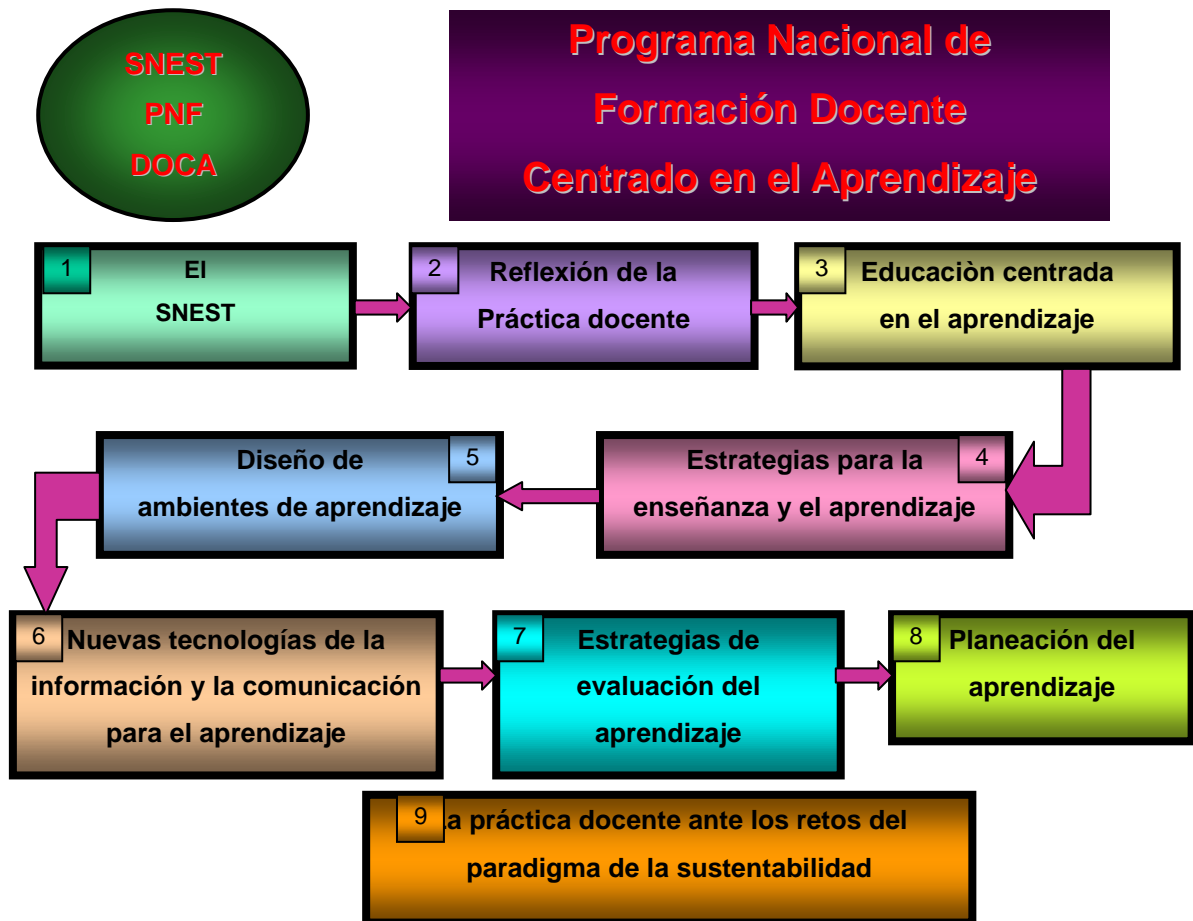 SNEST
PNF
DOCA
Programa Nacional de
Formación Docente
Centrado en el Aprendizaje
1
El
SNEST
2
Reflexión de la
Práctica docente
3
Educaciòn centrada
en el aprendizaje
4
Estrategias para la
enseñanza y el aprendizaje
5
Diseño de
ambientes de aprendizaje
6
Nuevas tecnologías de la
información y la comunicación
para el aprendizaje
7
Estrategias de
evaluación del
aprendizaje
8
Planeación del
aprendizaje
9
a práctica docente ante los retos del
paradigma de la sustentabilidad